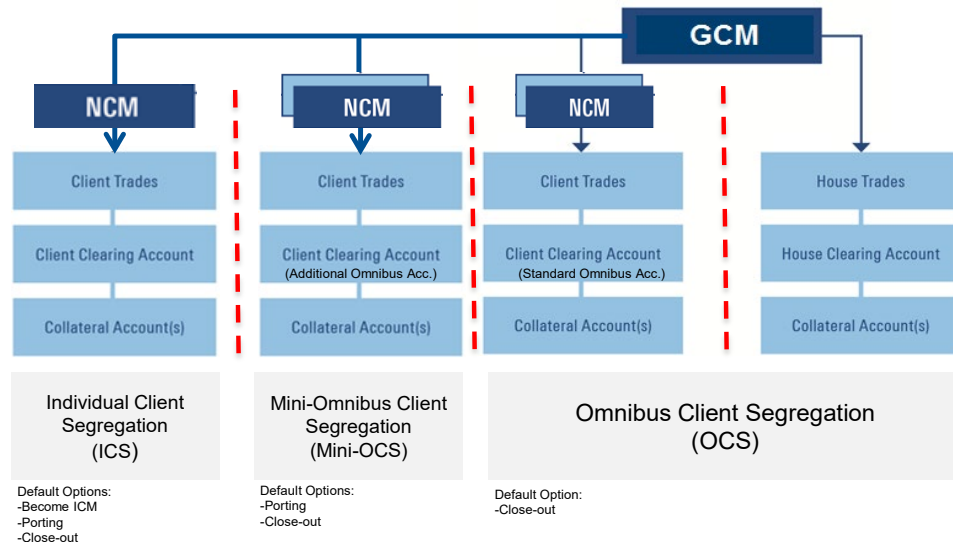 GCM
NCM
NCM
NCM
Client Trades
Client Trades
Client Trades
House Trades
Client Clearing Account
Client Clearing Account
(Additional Omnibus Acc.)
Client Clearing Account
(Standard Omnibus Acc.)
House Clearing Account
Collateral Account(s)
Collateral Account(s)
Collateral Account(s)
Collateral Account(s)
Individual Client
Segregation
(ICS)
Mini-Omnibus Client
Segregation
(Mini-OCS)
Omnibus Client Segregation
(OCS)
Default Options:
-Become ICM
-Porting
-Close-out
Default Options:
-Porting
-Close-out
Default Option:
-Close-out